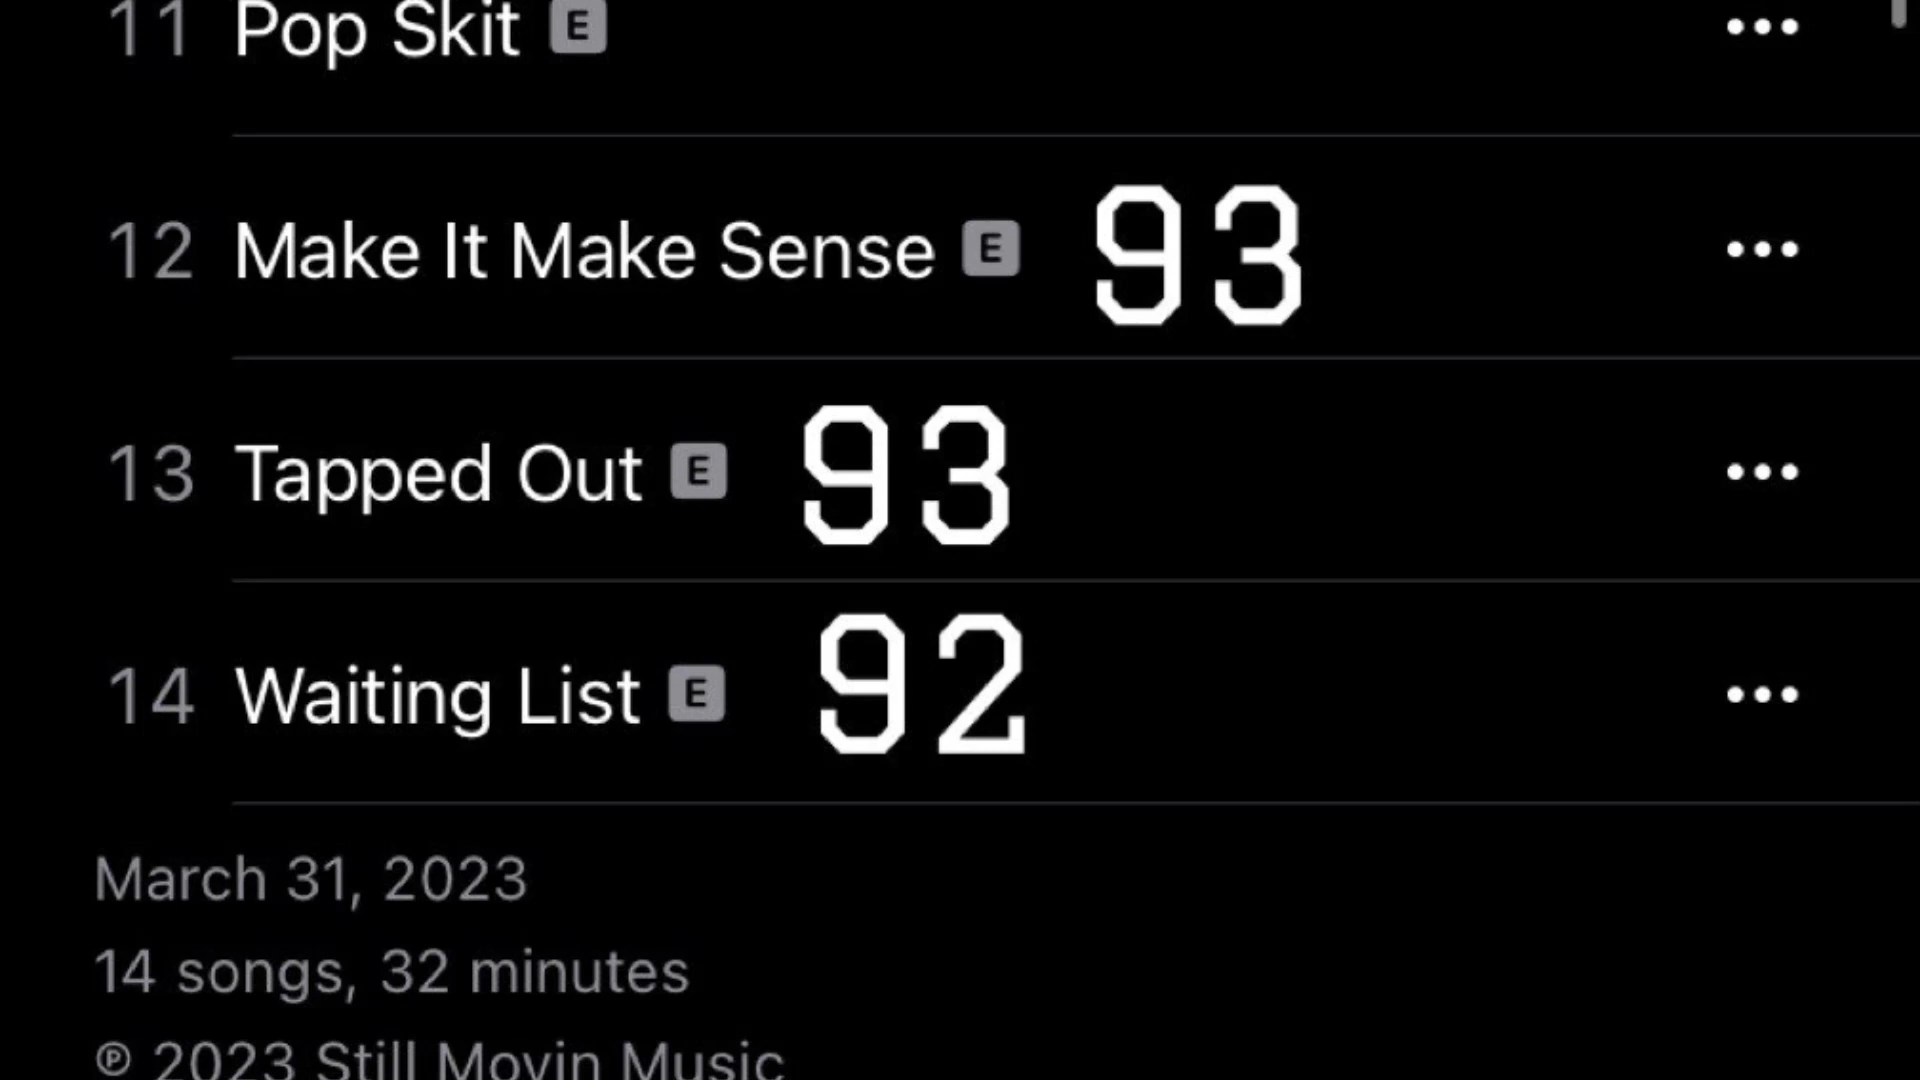 11 Pop Skit E
12 Make It Make Sense E 93
13 Tapped Out E 93
14 Waiting List E 92
March 31, 2023
14 songs, 32 minutes
℗ 2023 Still Movin Music